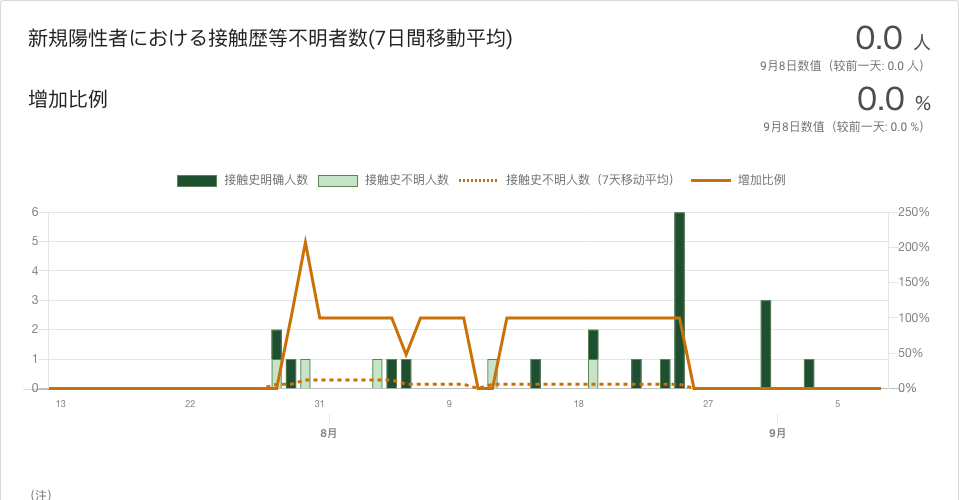 新規陽性者における接触歴等不明者数(7日間移動平均)
0.0 人
9月8日数值（较前一天: 0.0 人）
増加比例
0.0 %
9月8日数值（较前一天: 0.0 %）
接触史明确人数 接触史不明人数 接触史不明人数（7天移动平均） 増加比例
6 250%
5 200%
4 150%
3 100%
2 50%
1 0%
0
13 22 31 9 18 27 5
8月 9月
（注）